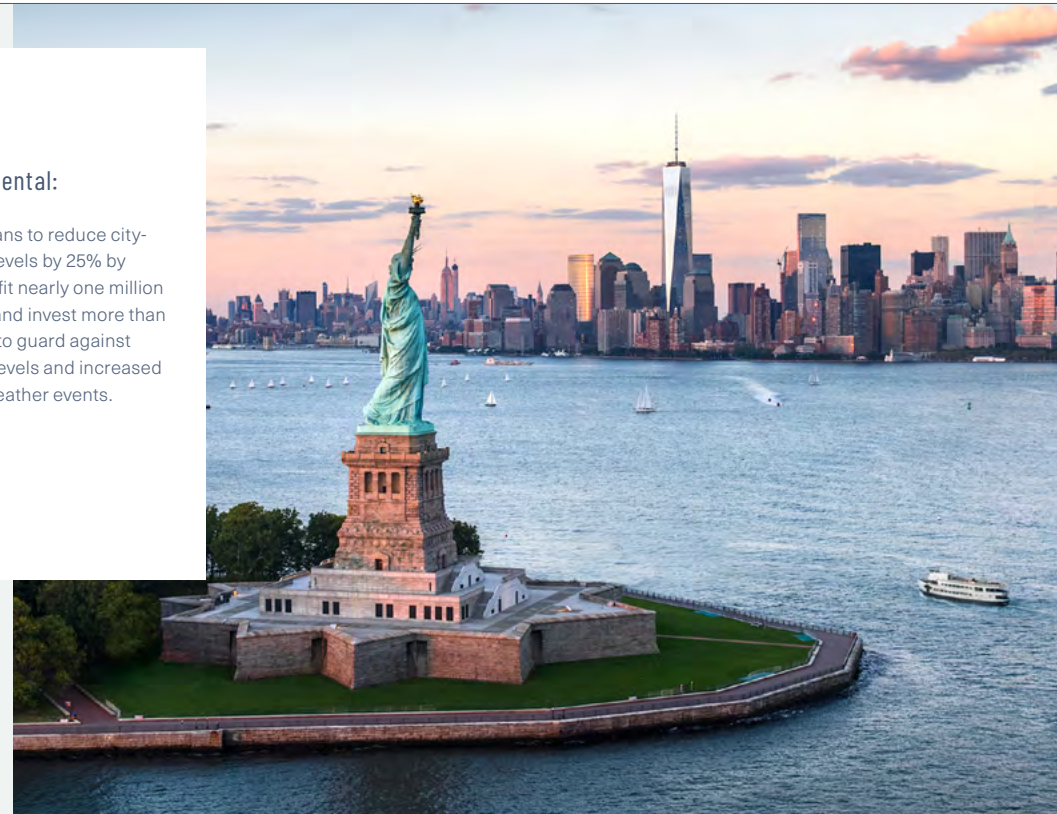 ental:
ans to reduce city-
evels by 25% by
fit nearly one million
and invest more than
to guard against
evels and increased
eather events.